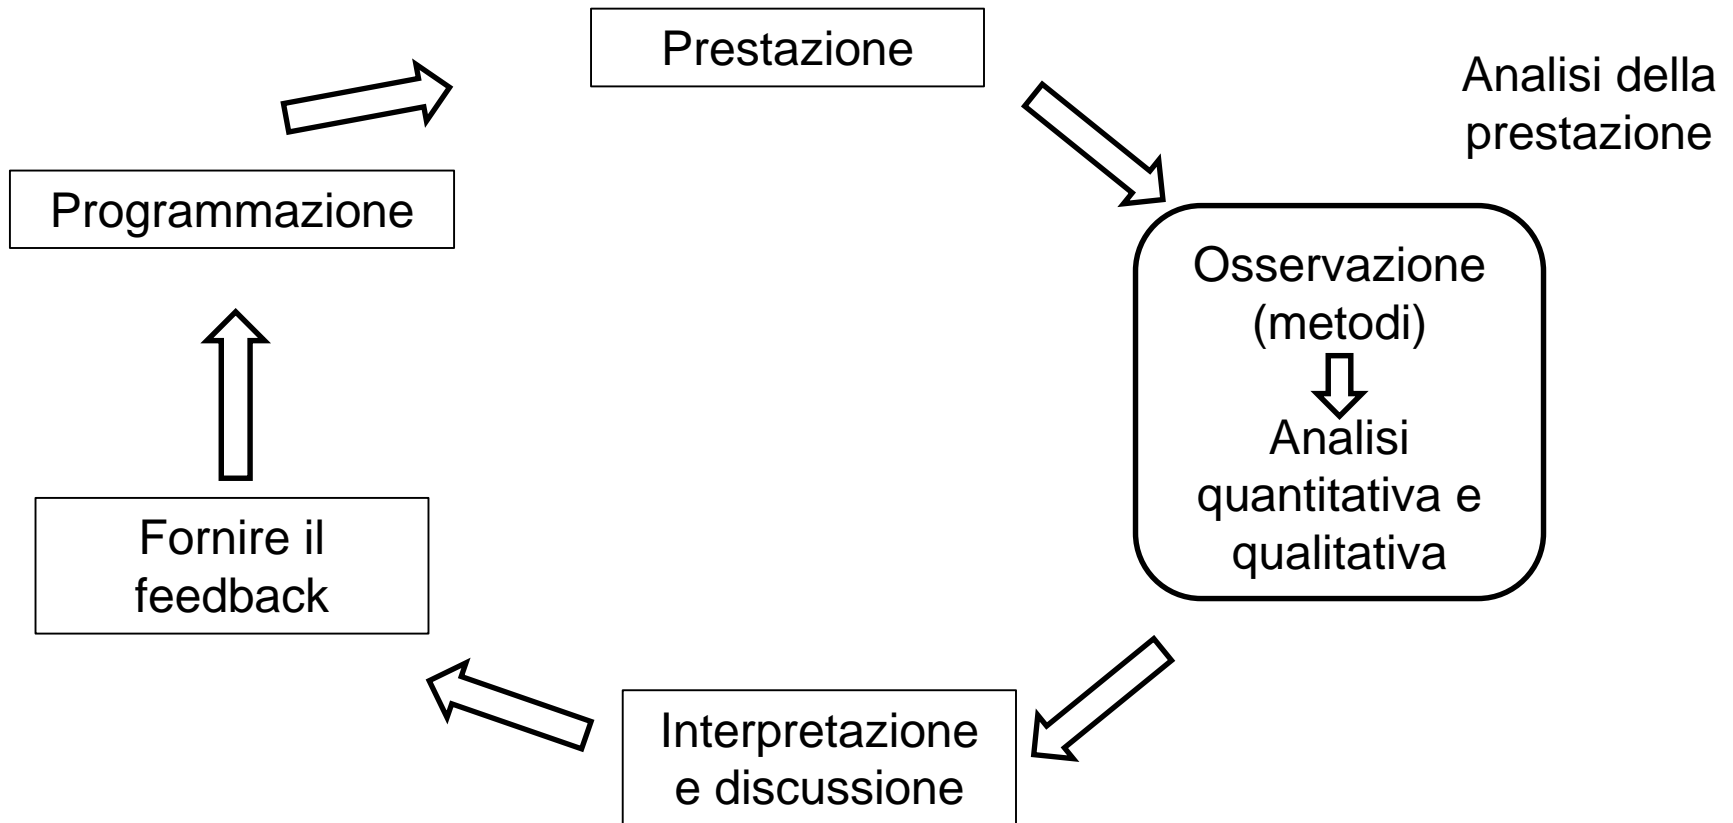 Prestazione
Analisi della
prestazione
Programmazione
Osservazione
(metodi)
Analisi
quantitativa e
qualitativa
Fornire il
feedback
Interpretazione
e discussione